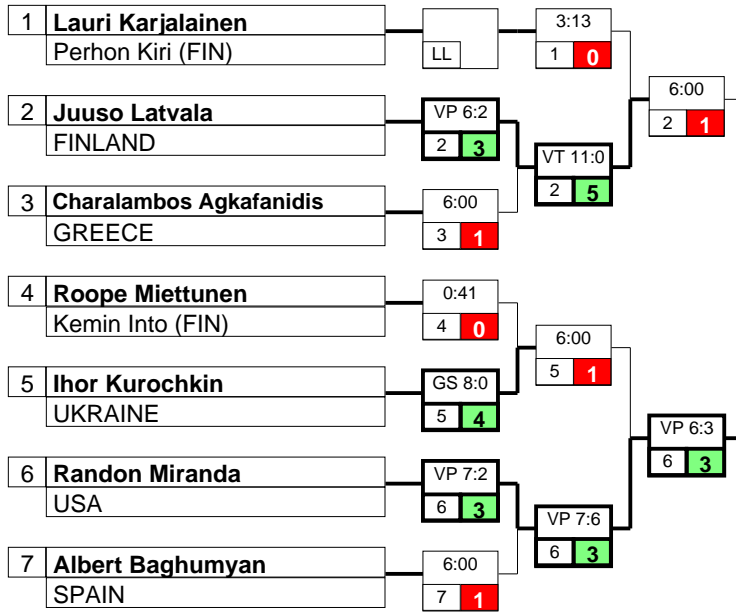 1 Lauri Karjalainen
Perhon Kiri (FIN)
LL
3:13
1 0
6:00
2 1
2 Juuso Latvala
FINLAND
VP 6:2
2 3
VT 11:0
2 5
3 Charalambos Agkafanidis
GREECE
6:00
3 1
4 Roope Miettunen
Kemin Into (FIN)
0:41
4 0
6:00
5 1
5 Ihor Kurochkin
UKRAINE
GS 8:0
5 4
VP 6:3
6 3
6 Randon Miranda
USA
VP 7:2
6 3
VP 7:6
6 3
7 Albert Baghumyan
SPAIN
6:00
7 1